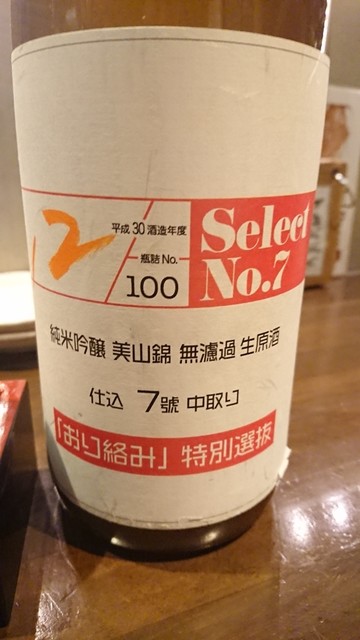 2
平成30酒造年度
瓶詰No.
100
Select
No.7
純米吟醸 美山錦 無濾過 生原酒
仕込 7號 中取り
「おり絡み」特別選抜